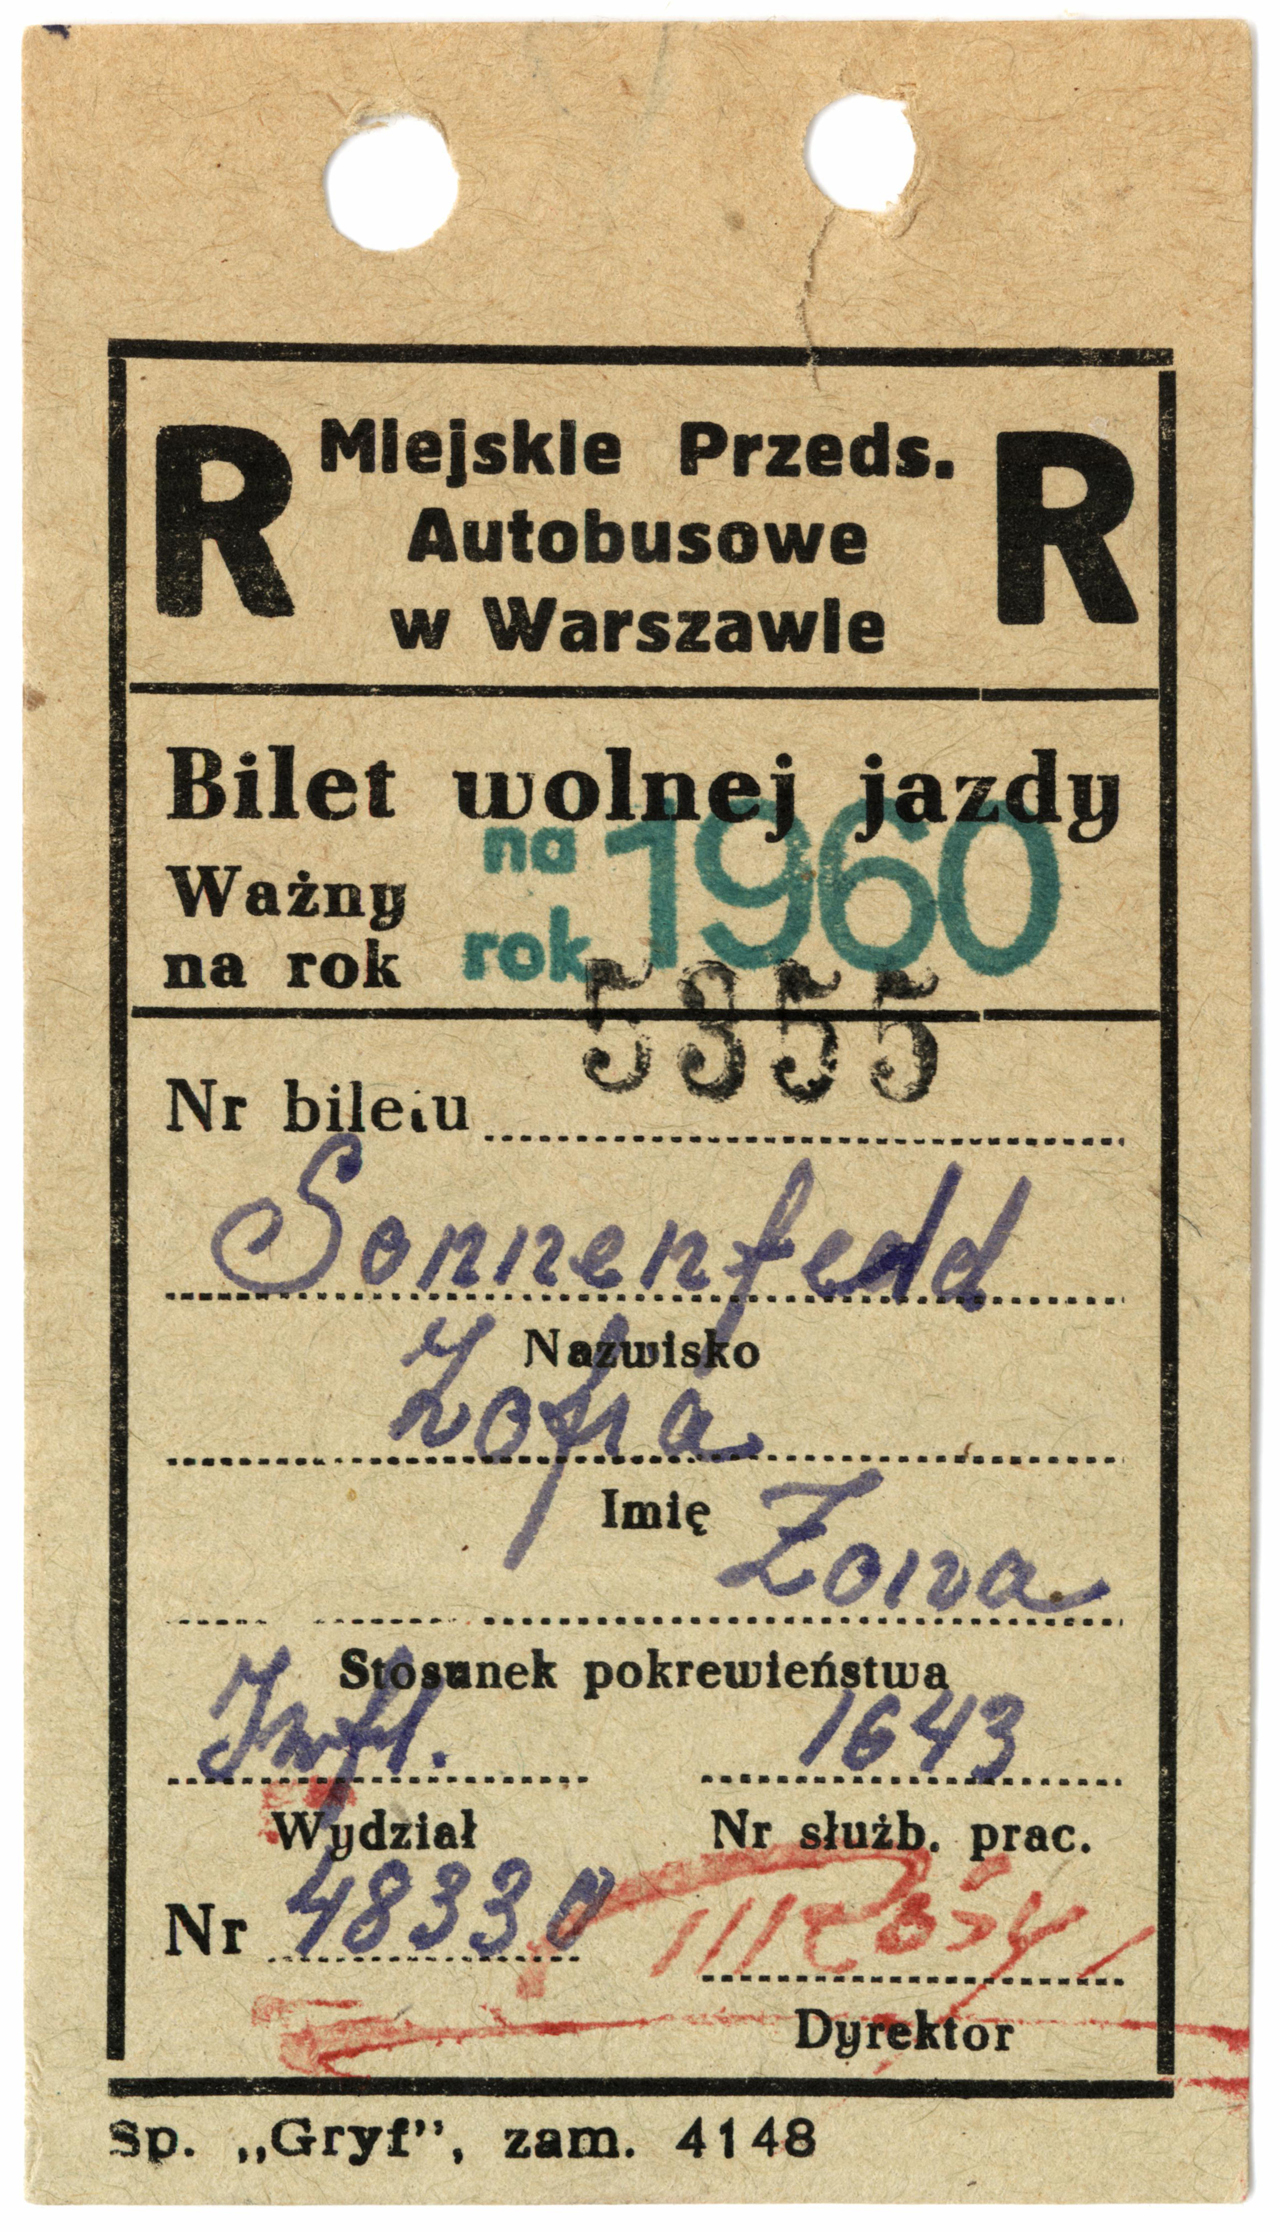 R Miejskie Przeds. R
Autobusowe
w Warszawie
Bilet wolnej jazdy
na 1960
Ważny
rok
na rok
5355
Nr biletu
Sonnenfeld
Nazwisko
Zofia
Imię
Żona
Stosunek pokrewieństwa
1643
Wydział Nr służb. prac.
Nr 48330
Dyrektor
Sp. „Gryf”, zam. 4148